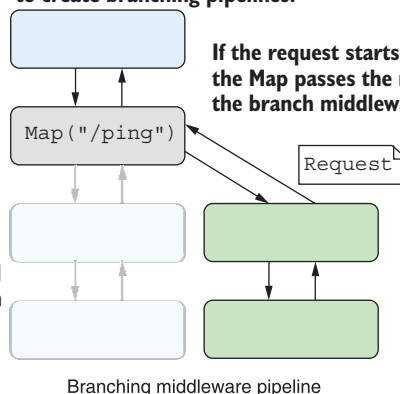 to create branching pipelines.
If the request starts
the Map passes the
the branch middlew
Map("/ping")
Request
Branching middleware pipeline